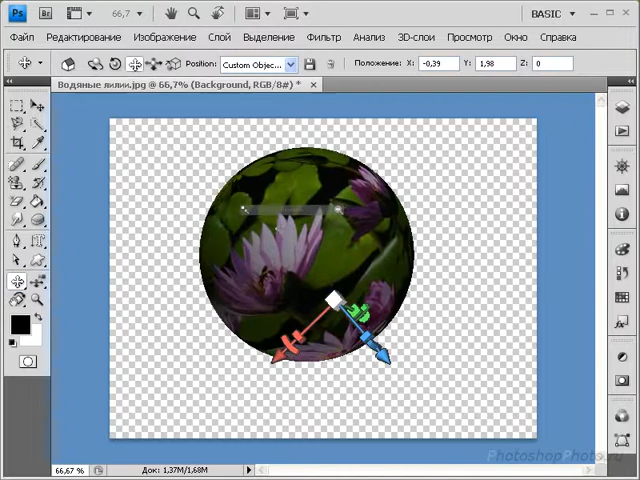 Ps Br 66,7 BASIC
Файл Редактирование Изображение Слой Выделение Фильтр Анализ 3D-слои Просмотр Окно Справка
Position: Custom Objec... Положение: X: -0,39 Y: 1,98 Z: 0
Водяные лилии.jpg @ 66,7% (Background, RGB/8#) *
66,67 % Док: 1,37M/1,68M
PhotoshopPhoto.ru